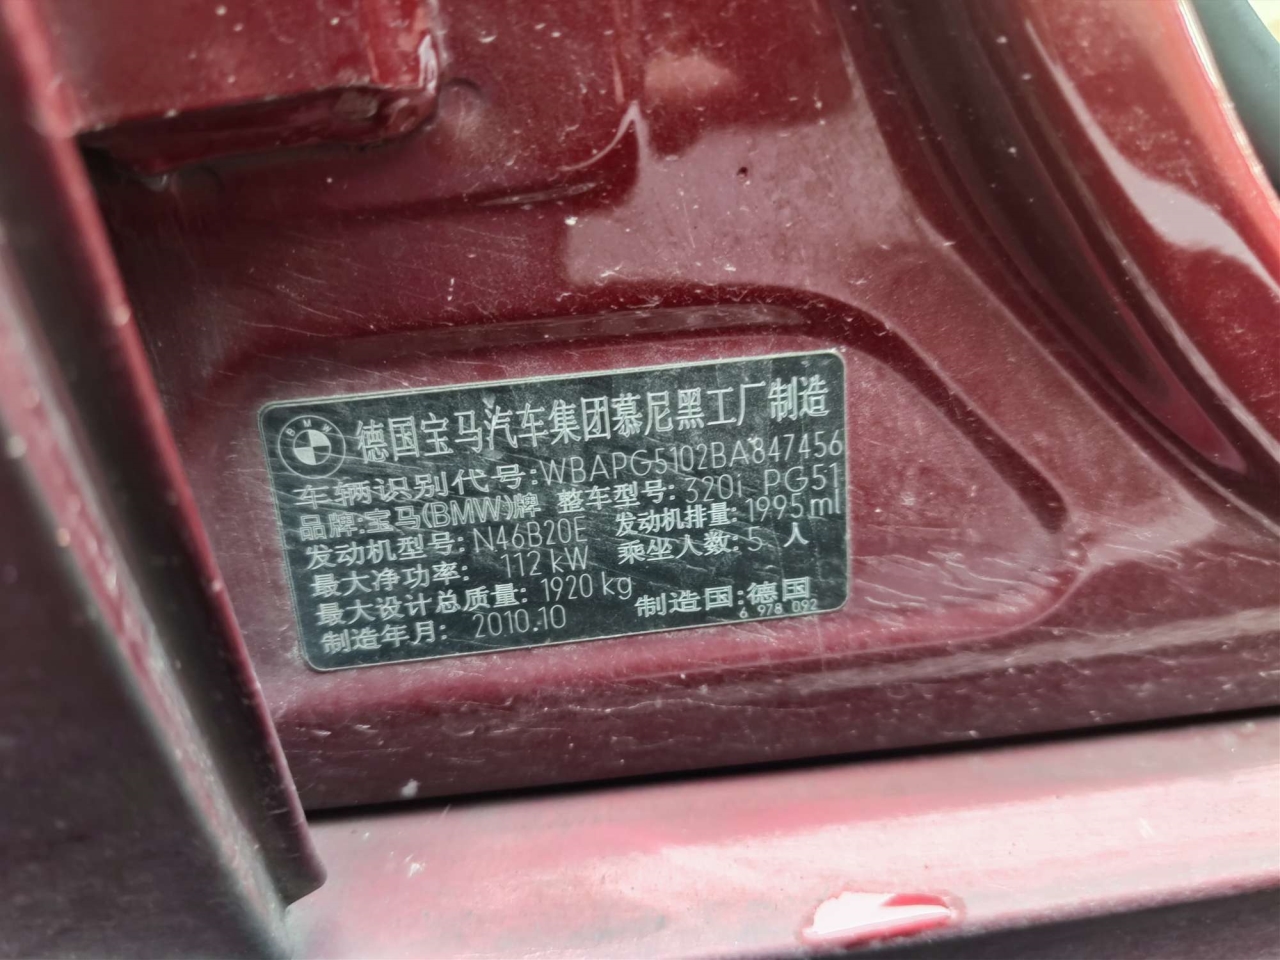 BMW
德国宝马汽车集团慕尼黑工厂制造
车辆识别代号:WBAPG5102BA847456
品牌:宝马(BMW)牌 整车型号: 320i PG51
发动机型号: N46B20E 发动机排量: 1995 ml
最大净功率: 112 kW 乘坐人数: 5 人
最大设计总质量: 1920 kg
制造年月: 2010.10 制造国:德国
6 978 092